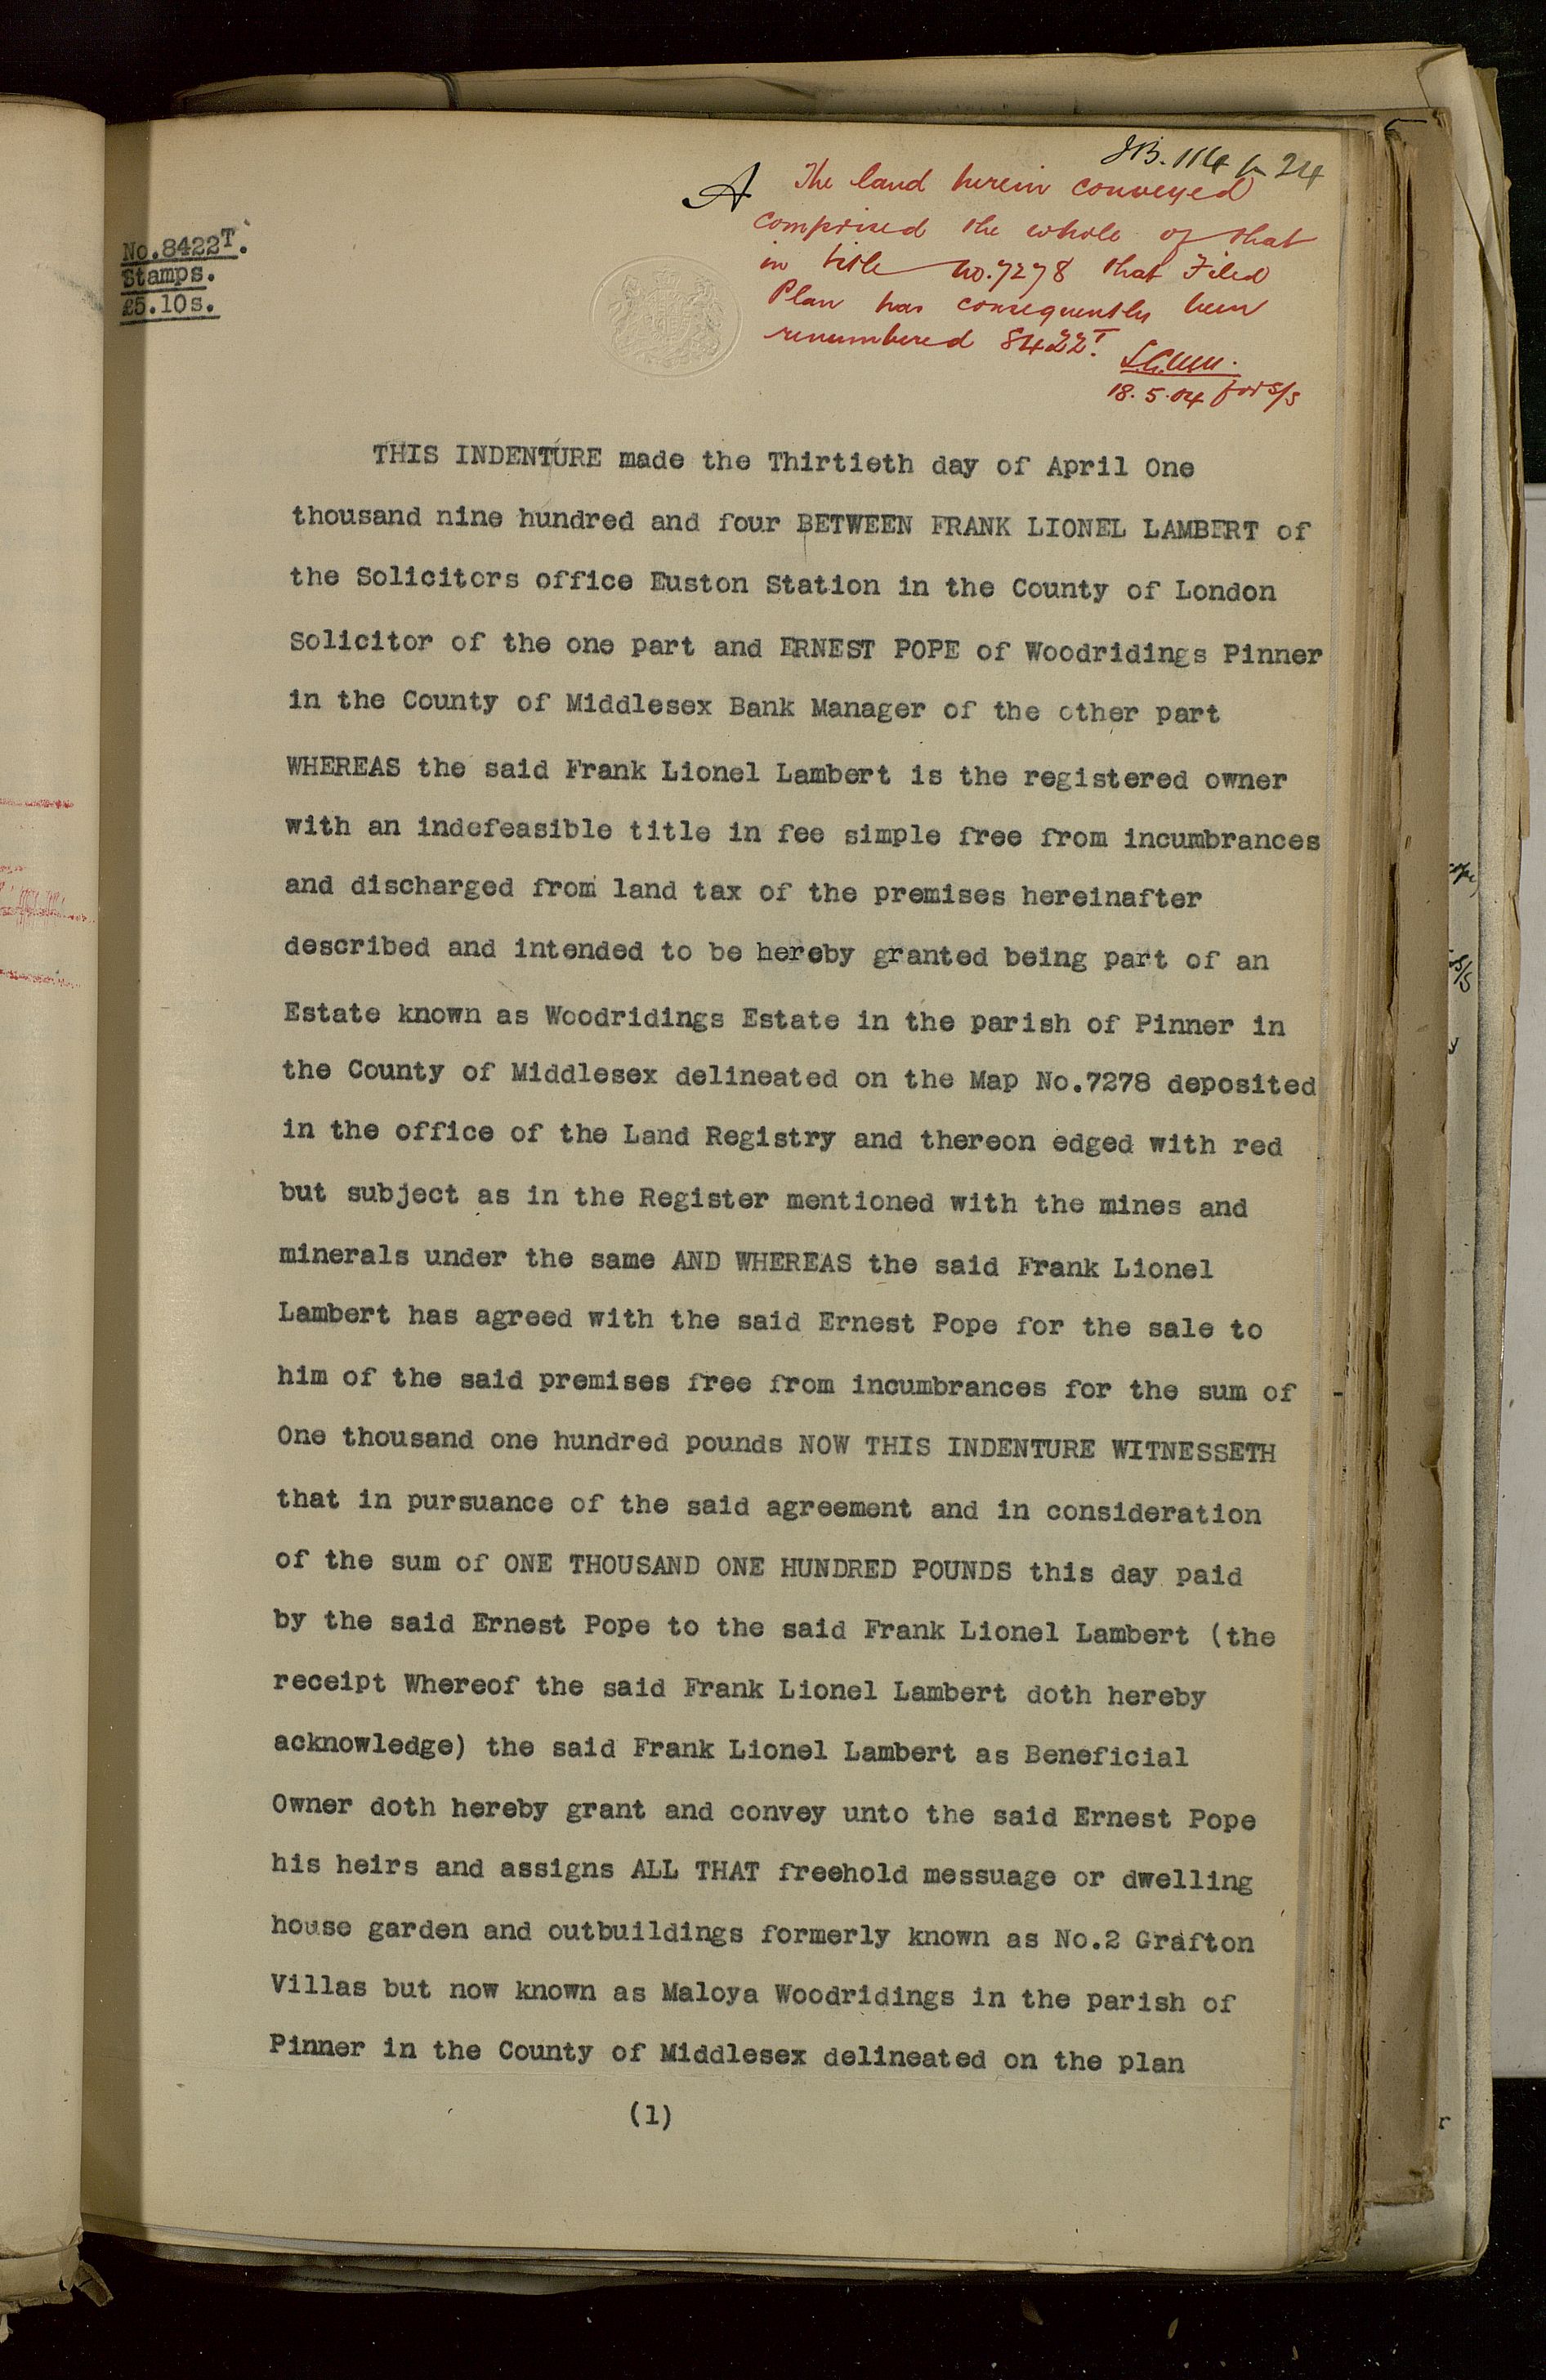 JB. 114 p 24
A The land herein conveyed
comprised the whole of that
in title no. 7278 that Filed
Plan has consequently been
renumbered 8422T.
18.5.04 for S/S
No.8422T.
Stamps.
£5.10s.
THIS INDENTURE made the Thirtieth day of April One
thousand nine hundred and four BETWEEN FRANK LIONEL LAMBERT of
the Solicitors office Euston Station in the County of London
Solicitor of the one part and ERNEST POPE of Woodridings Pinner
in the County of Middlesex Bank Manager of the other part
WHEREAS the said Frank Lionel Lambert is the registered owner
with an indefeasible title in fee simple free from incumbrances
and discharged from land tax of the premises hereinafter
described and intended to be hereby granted being part of an
Estate known as Woodridings Estate in the parish of Pinner in
the County of Middlesex delineated on the Map No.7278 deposited
in the office of the Land Registry and thereon edged with red
but subject as in the Register mentioned with the mines and
minerals under the same AND WHEREAS the said Frank Lionel
Lambert has agreed with the said Ernest Pope for the sale to
him of the said premises free from incumbrances for the sum of
One thousand one hundred pounds NOW THIS INDENTURE WITNESSETH
that in pursuance of the said agreement and in consideration
of the sum of ONE THOUSAND ONE HUNDRED POUNDS this day paid
by the said Ernest Pope to the said Frank Lionel Lambert (the
receipt Whereof the said Frank Lionel Lambert doth hereby
acknowledge) the said Frank Lionel Lambert as Beneficial
Owner doth hereby grant and convey unto the said Ernest Pope
his heirs and assigns ALL THAT freehold messuage or dwelling
house garden and outbuildings formerly known as No.2 Grafton
Villas but now known as Maloya Woodridings in the parish of
Pinner in the County of Middlesex delineated on the plan
(1)